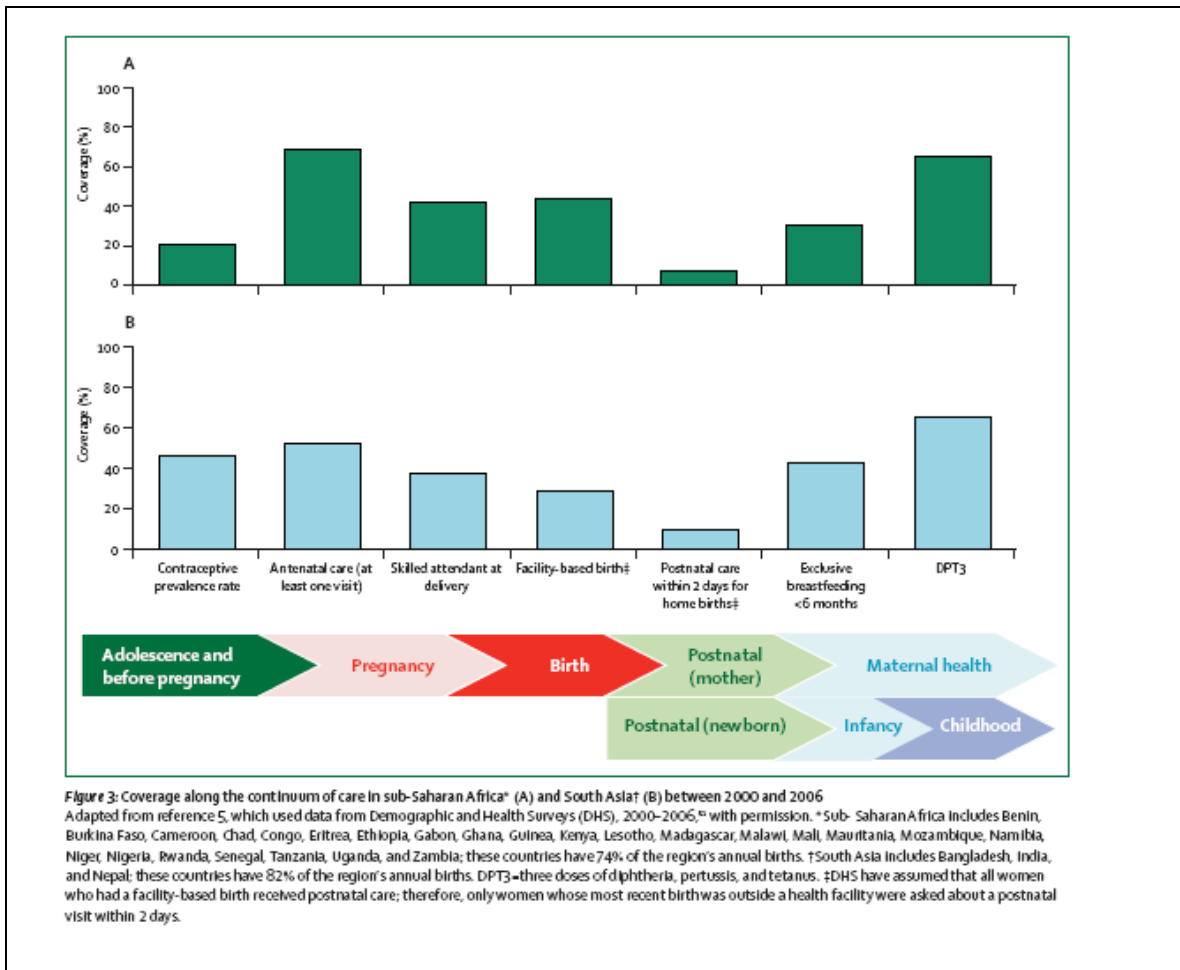 A
100
80
60
40
20
0
Coverage (%)
B
100
80
60
40
20
0
Coverage (%)
Contraceptive
prevalence rate
Antenatal care (at
least one visit)
Skilled attendant at
delivery
Facility-based birth‡
Postnatal care
within 2 days for
home births‡
Exclusive
breastfeeding
<6 months
DPT3
Adolescence and
before pregnancy
Pregnancy
Birth
Postnatal
(mother)
Maternal health
Postnatal (newborn)
Infancy
Childhood
Figure 3: Coverage along the continuum of care in sub-Saharan Africa* (A) and South Asia† (B) between 2000 and 2006
Adapted from reference 5, which used data from Demographic and Health Surveys (DHS), 2000–2006, with permission. *Sub- Saharan Africa includes Benin,
Burkina Faso, Cameroon, Chad, Congo, Eritrea, Ethiopia, Gabon, Ghana, Guinea, Kenya, Lesotho, Madagascar, Malawi, Mali, Mauritania, Mozambique, Namibia,
Niger, Nigeria, Rwanda, Senegal, Tanzania, Uganda, and Zambia; these countries have 74% of the region's annual births. †South Asia includes Bangladesh, India,
and Nepal; these countries have 82% of the region's annual births. DPT3=three doses of diphtheria, pertussis, and tetanus. ‡DHS have assumed that all women
who had a facility-based birth received postnatal care; therefore, only women whose most recent birth was outside a health facility were asked about a postnatal
visit within 2 days.